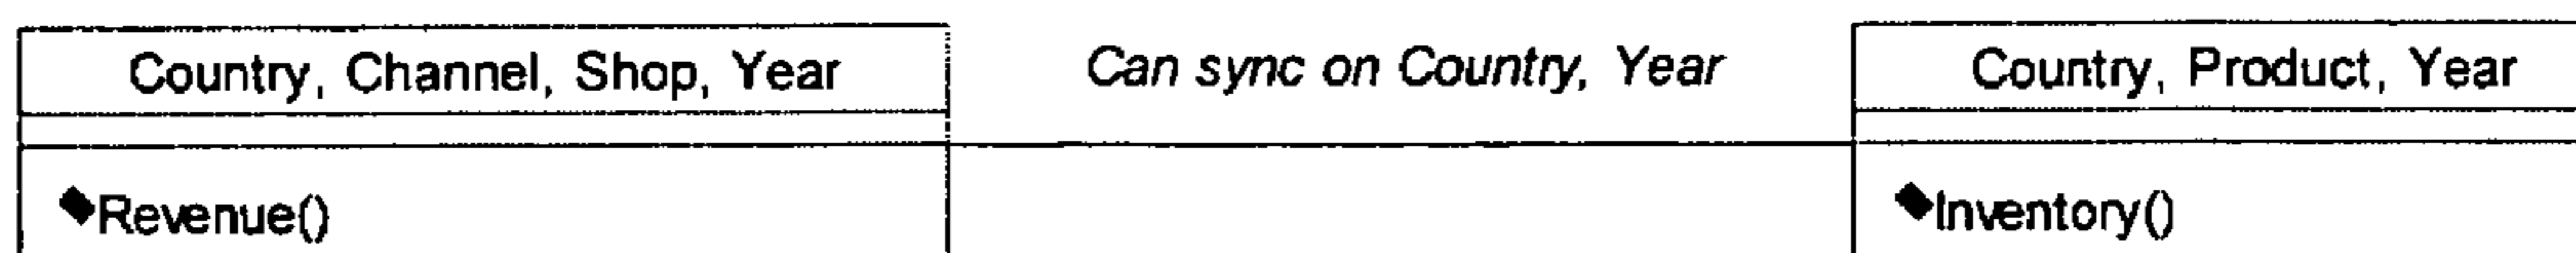 Country, Channel, Shop, Year
Can sync on Country, Year
Country, Product, Year
◆Revenue()
◆Inventory()